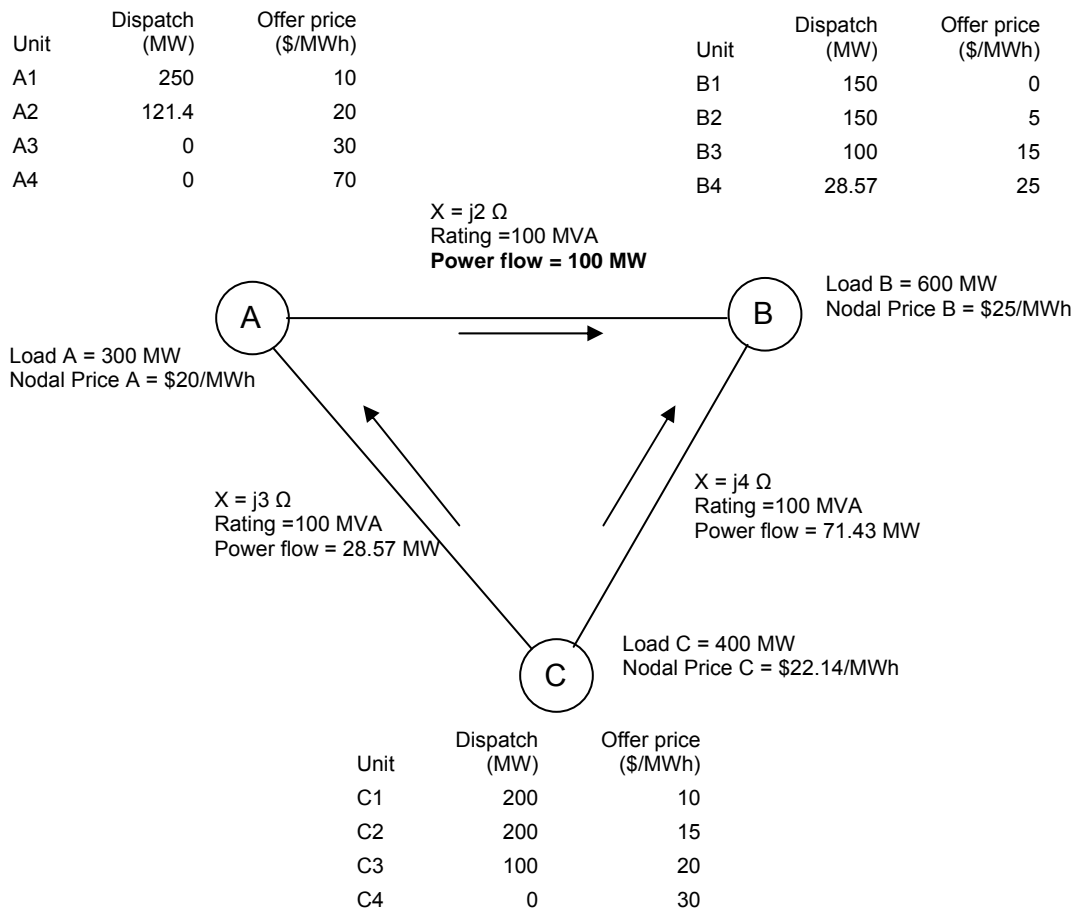 Unit Dispatch (MW) Offer price ($/MWh)
A1 250 10
A2 121.4 20
A3 0 30
A4 0 70
Unit Dispatch (MW) Offer price ($/MWh)
B1 150 0
B2 150 5
B3 100 15
B4 28.57 25
X = j2 Ω
Rating =100 MVA
Power flow = 100 MW
A
B
Load B = 600 MW
Nodal Price B = $25/MWh
Load A = 300 MW
Nodal Price A = $20/MWh
X = j3 Ω
Rating =100 MVA
Power flow = 28.57 MW
X = j4 Ω
Rating =100 MVA
Power flow = 71.43 MW
C
Load C = 400 MW
Nodal Price C = $22.14/MWh
Unit Dispatch (MW) Offer price ($/MWh)
C1 200 10
C2 200 15
C3 100 20
C4 0 30